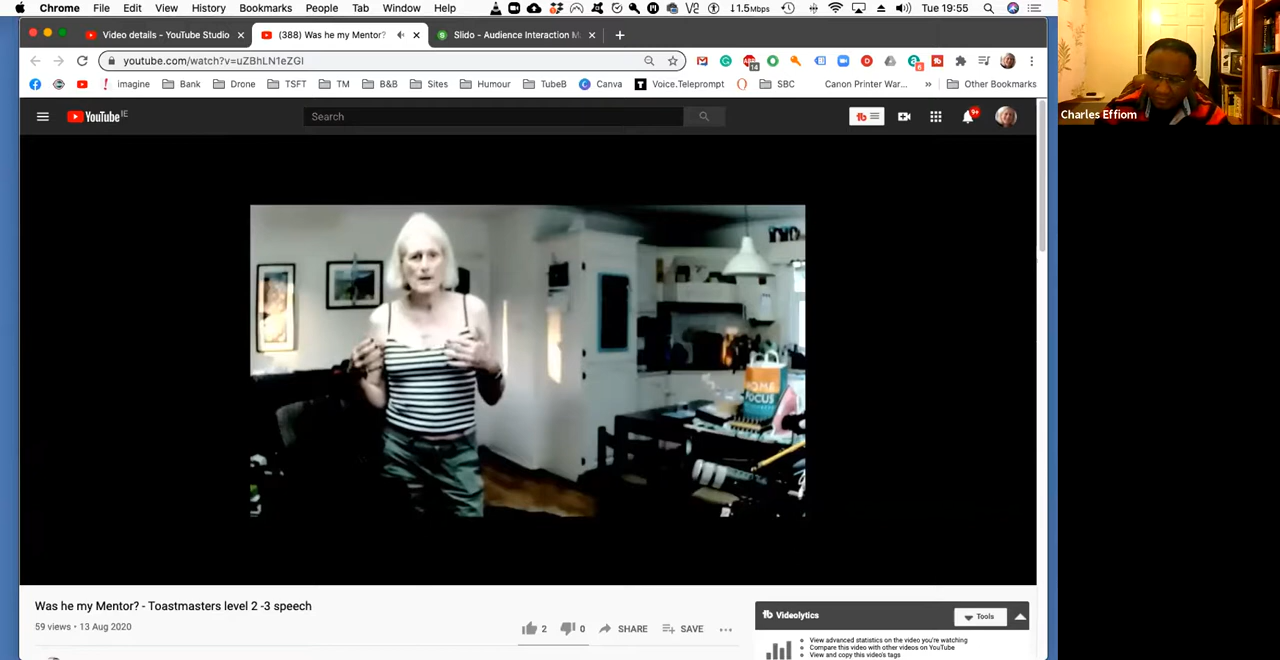 Chrome File Edit View History Bookmarks People Tab Window Help 1.5mbps Tue 19:55
Video details - YouTube Studio (388) Was he my Mentor? Slido - Audience Interaction M
youtube.com/watch?v=uZBhLN1eZGI
imagine Bank Drone TSFT TM B&B Sites Humour TubeB Canva Voice.Teleprompt SBC Canon Printer War... » Other Bookmarks
YouTube IE Search 9+
Charles Effiom
HOME
FOCUS
Was he my Mentor? - Toastmasters level 2 -3 speech
59 views • 13 Aug 2020
2 0 SHARE SAVE
Videolytics Tools
View advanced statistics on the video you're watching
Compare this video with other videos on YouTube
View and copy this video's tags